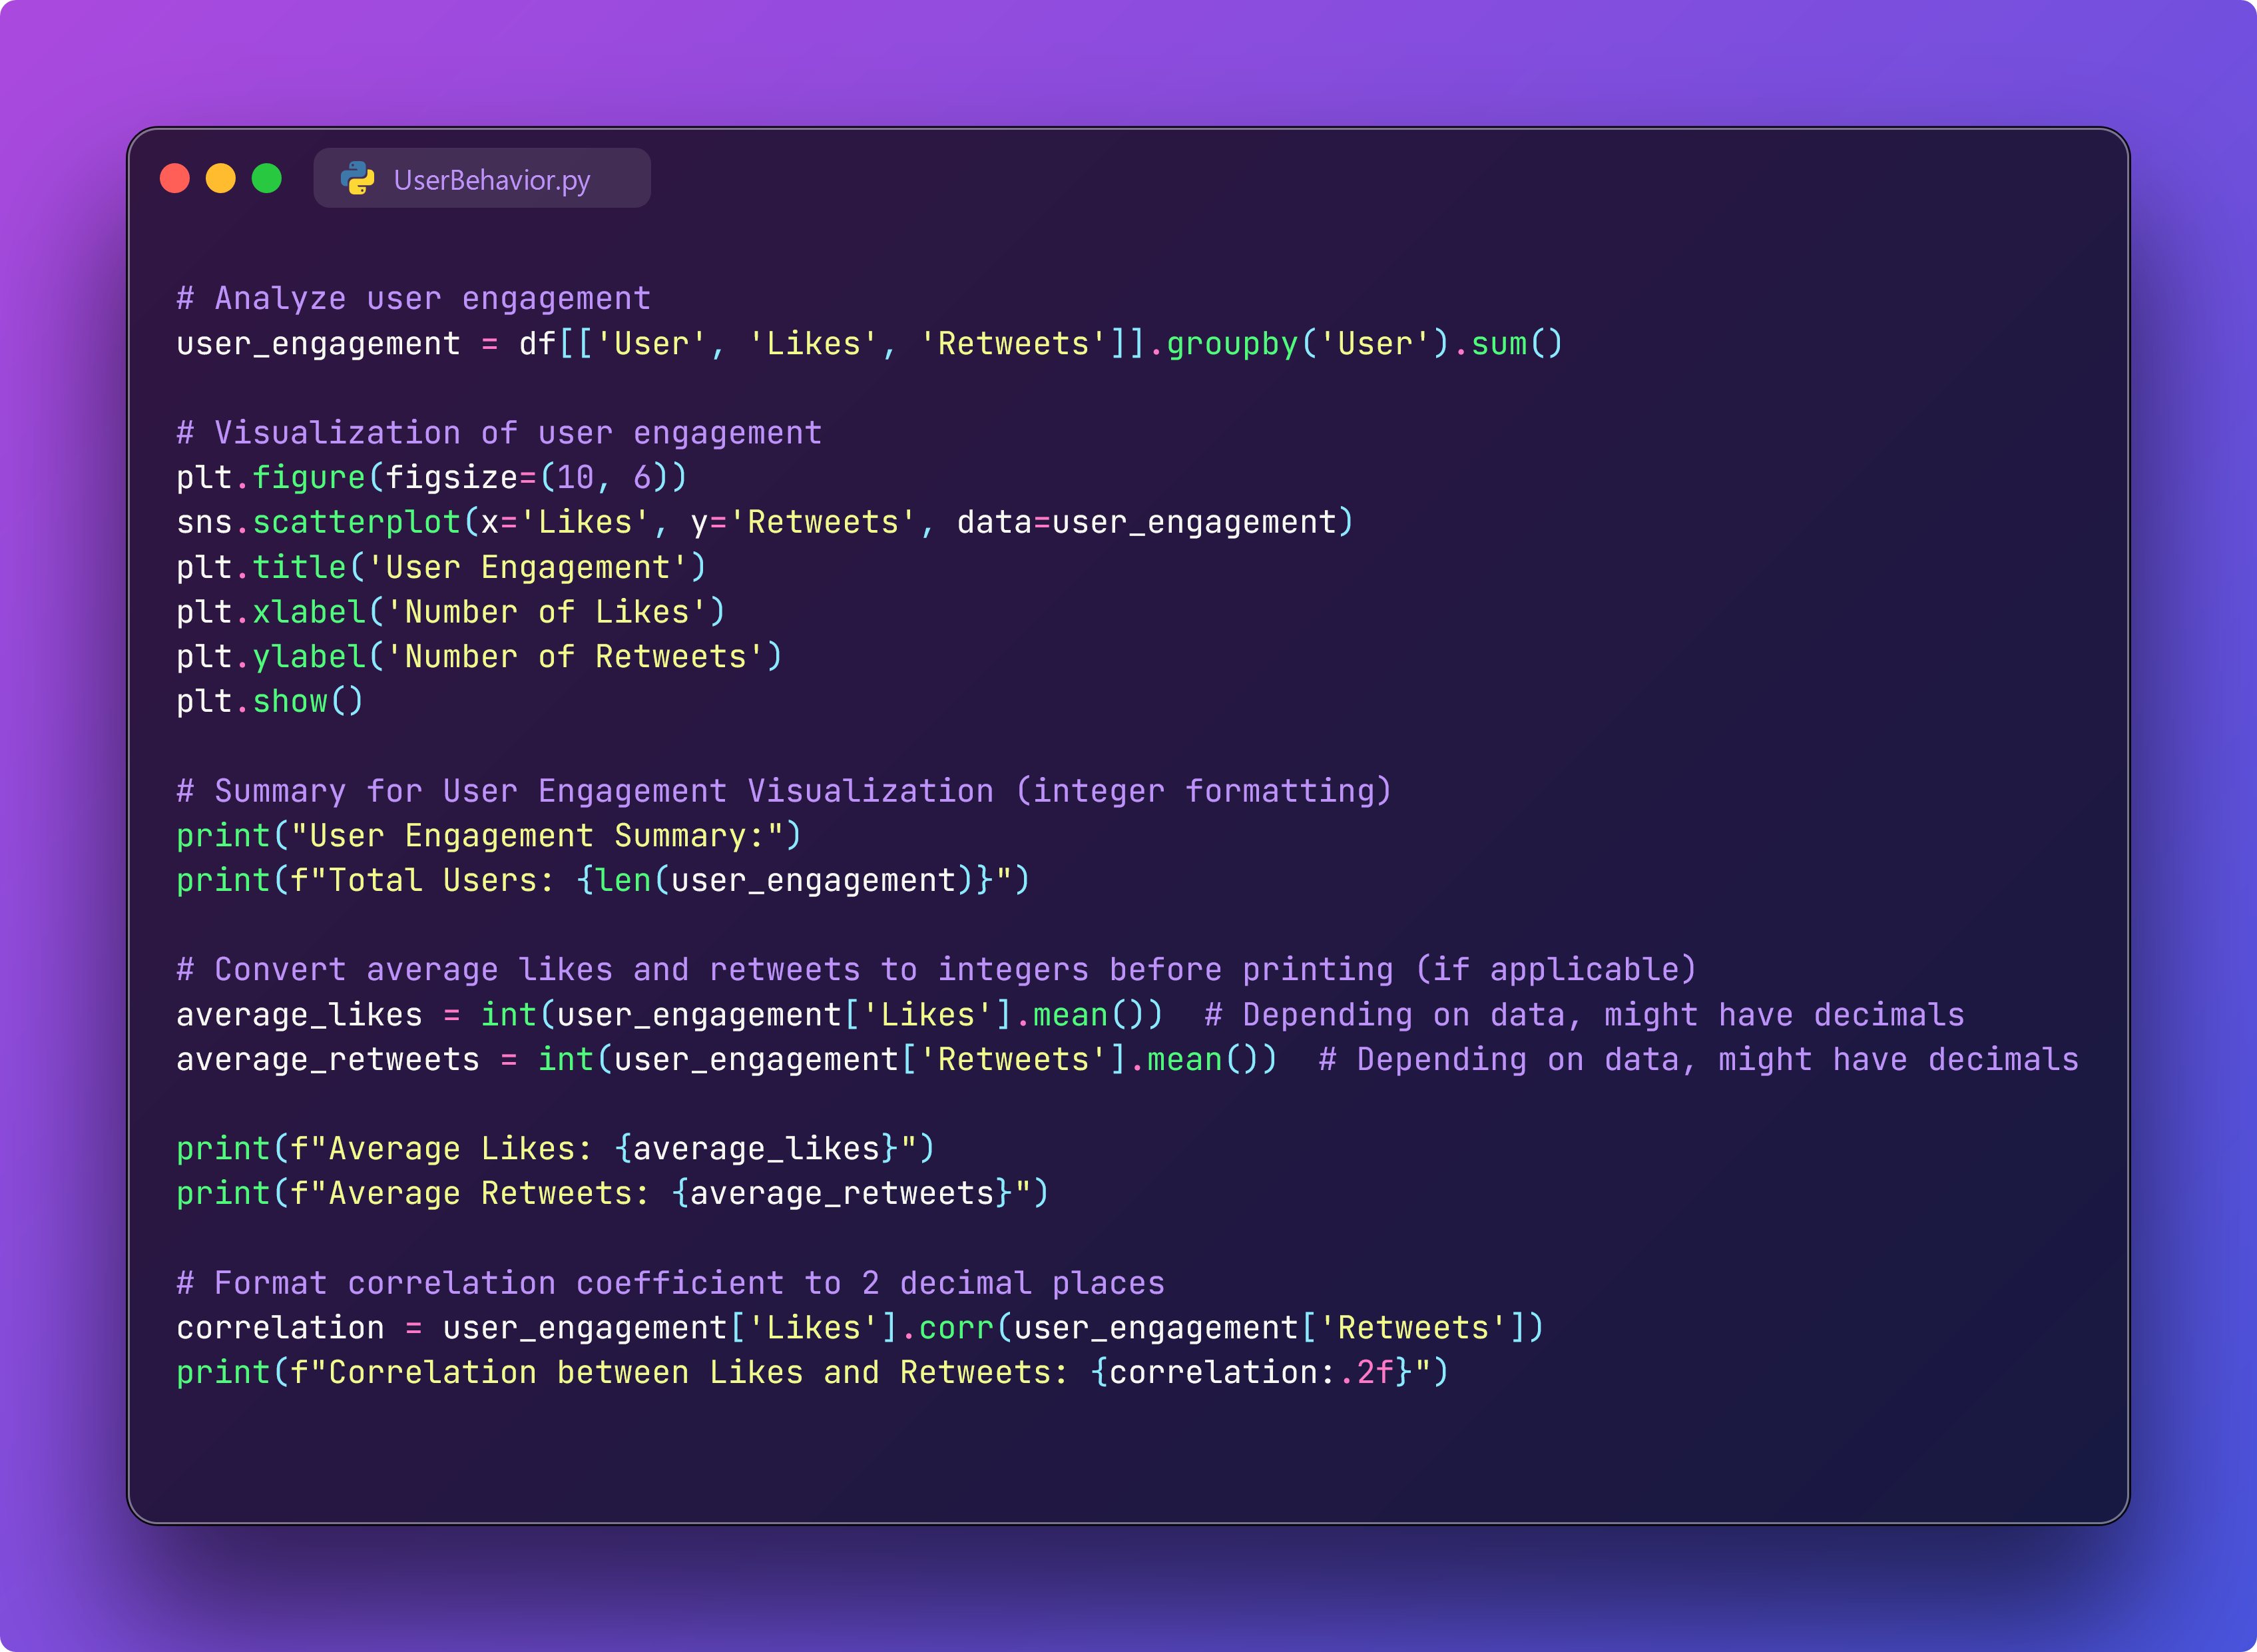 UserBehavior.py
# Analyze user engagement
user_engagement = df[['User', 'Likes', 'Retweets']].groupby('User').sum()
# Visualization of user engagement
plt.figure(figsize=(10, 6))
sns.scatterplot(x='Likes', y='Retweets', data=user_engagement)
plt.title('User Engagement')
plt.xlabel('Number of Likes')
plt.ylabel('Number of Retweets')
plt.show()
# Summary for User Engagement Visualization (integer formatting)
print("User Engagement Summary:")
print(f"Total Users: {len(user_engagement)}")
# Convert average likes and retweets to integers before printing (if applicable)
average_likes = int(user_engagement['Likes'].mean())  # Depending on data, might have decimals
average_retweets = int(user_engagement['Retweets'].mean())  # Depending on data, might have decimals
print(f"Average Likes: {average_likes}")
print(f"Average Retweets: {average_retweets}")
# Format correlation coefficient to 2 decimal places
correlation = user_engagement['Likes'].corr(user_engagement['Retweets'])
print(f"Correlation between Likes and Retweets: {correlation:.2f}")